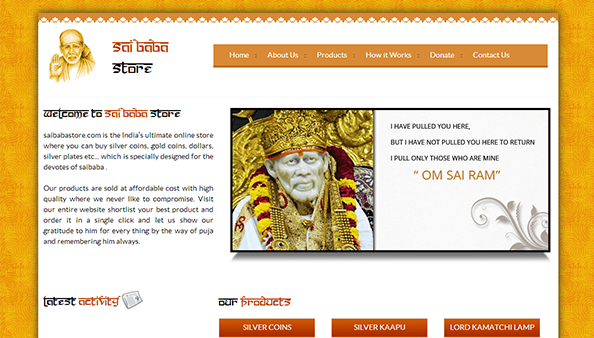 SAI BABA
STORE
Home
About Us
Products
How it Works
Donate
Contact Us
WELCOME TO SAI BABA STORE
saibabastore.com is the India's ultimate online store
where you can buy silver coins, gold coins, dollars,
silver plates etc... which is specially designed for the
devotes of saibaba .
Our products are sold at affordable cost with high
quality where we never like to compromise. Visit
our entire website shortlist your best product and
order it in a single click and let us show our
gratitude to him for every thing by the way of puja
and remembering him always.
I HAVE PULLED YOU HERE,
BUT I HAVE NOT PULLED YOU HERE TO RETURN
I PULL ONLY THOSE WHO ARE MINE
“ OM SAI RAM”
LATEST ACTIVITY
OUR PRODUCTS
SILVER COINS
SILVER KAAPU
LORD KAMATCHI LAMP